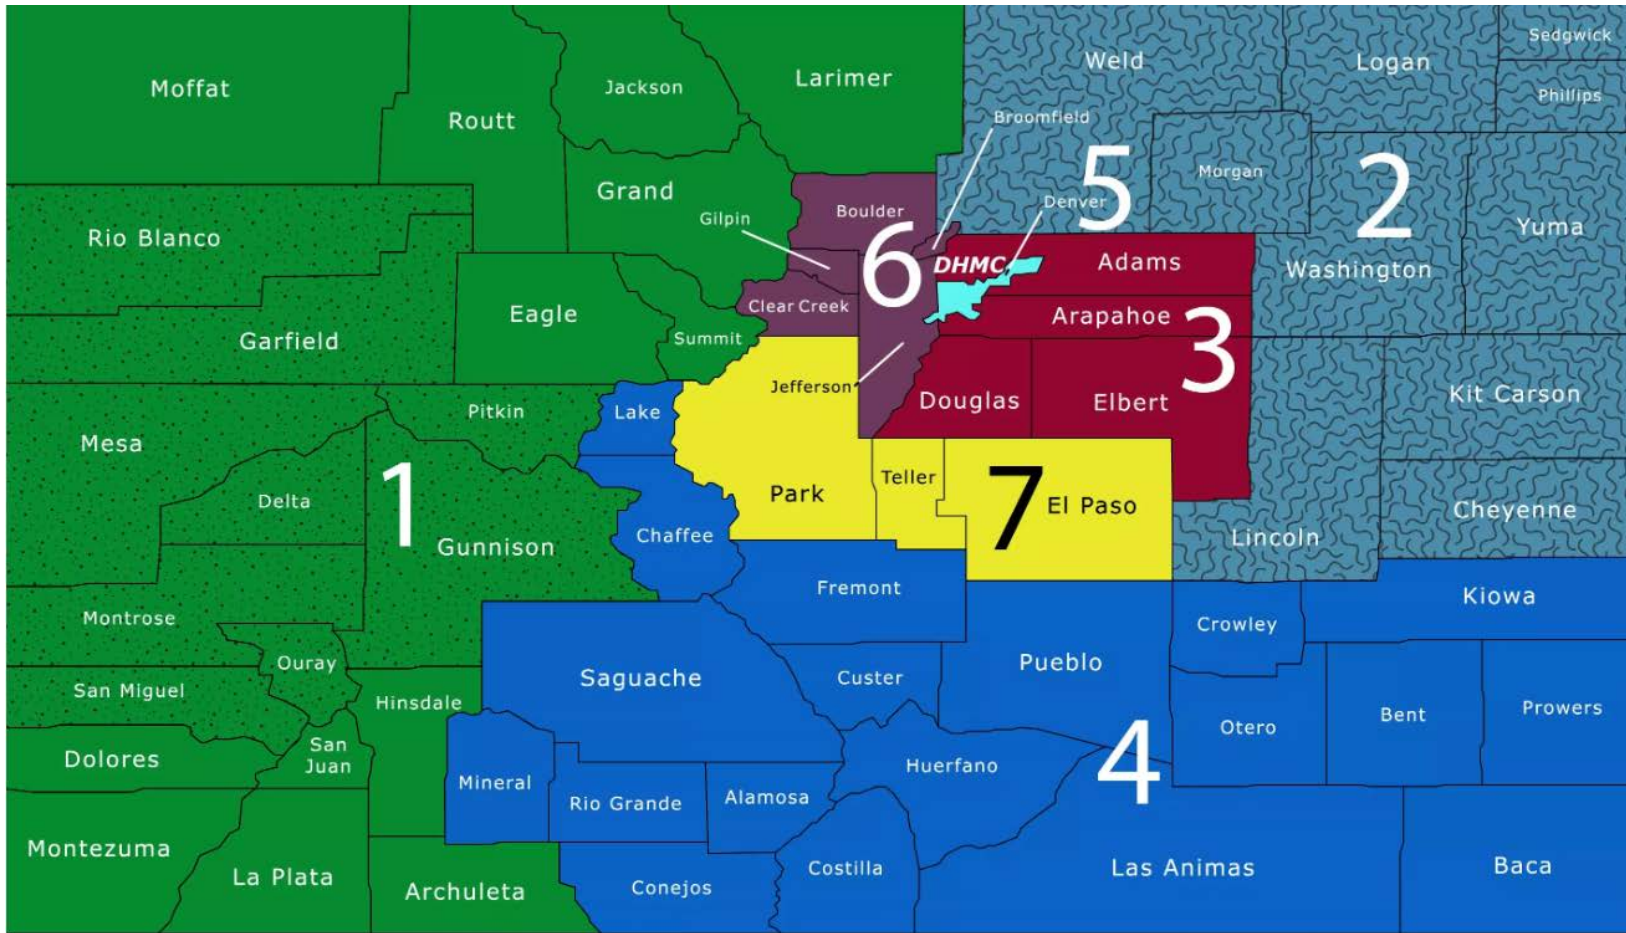 Moffat
Routt
Jackson
Larimer
Weld
Logan
Sedgwick
Phillips
Broomfield
Grand
Gilpin
Boulder
5
Morgan
2
Denver
Yuma
Rio Blanco
6
DHMC
Adams
Washington
Eagle
Clear Creek
Arapahoe
Garfield
Summit
3
Jefferson
Pitkin
Lake
Douglas
Elbert
Kit Carson
Mesa
1
Delta
Park
Teller
7
El Paso
Gunnison
Chaffee
Lincoln
Cheyenne
Fremont
Kiowa
Montrose
Crowley
Ouray
Saguache
Custer
Pueblo
San Miguel
Hinsdale
Otero
Bent
Prowers
Dolores
San
Juan
Mineral
Rio Grande
Alamosa
Huerfano
4
Montezuma
La Plata
Archuleta
Conejos
Costilla
Las Animas
Baca